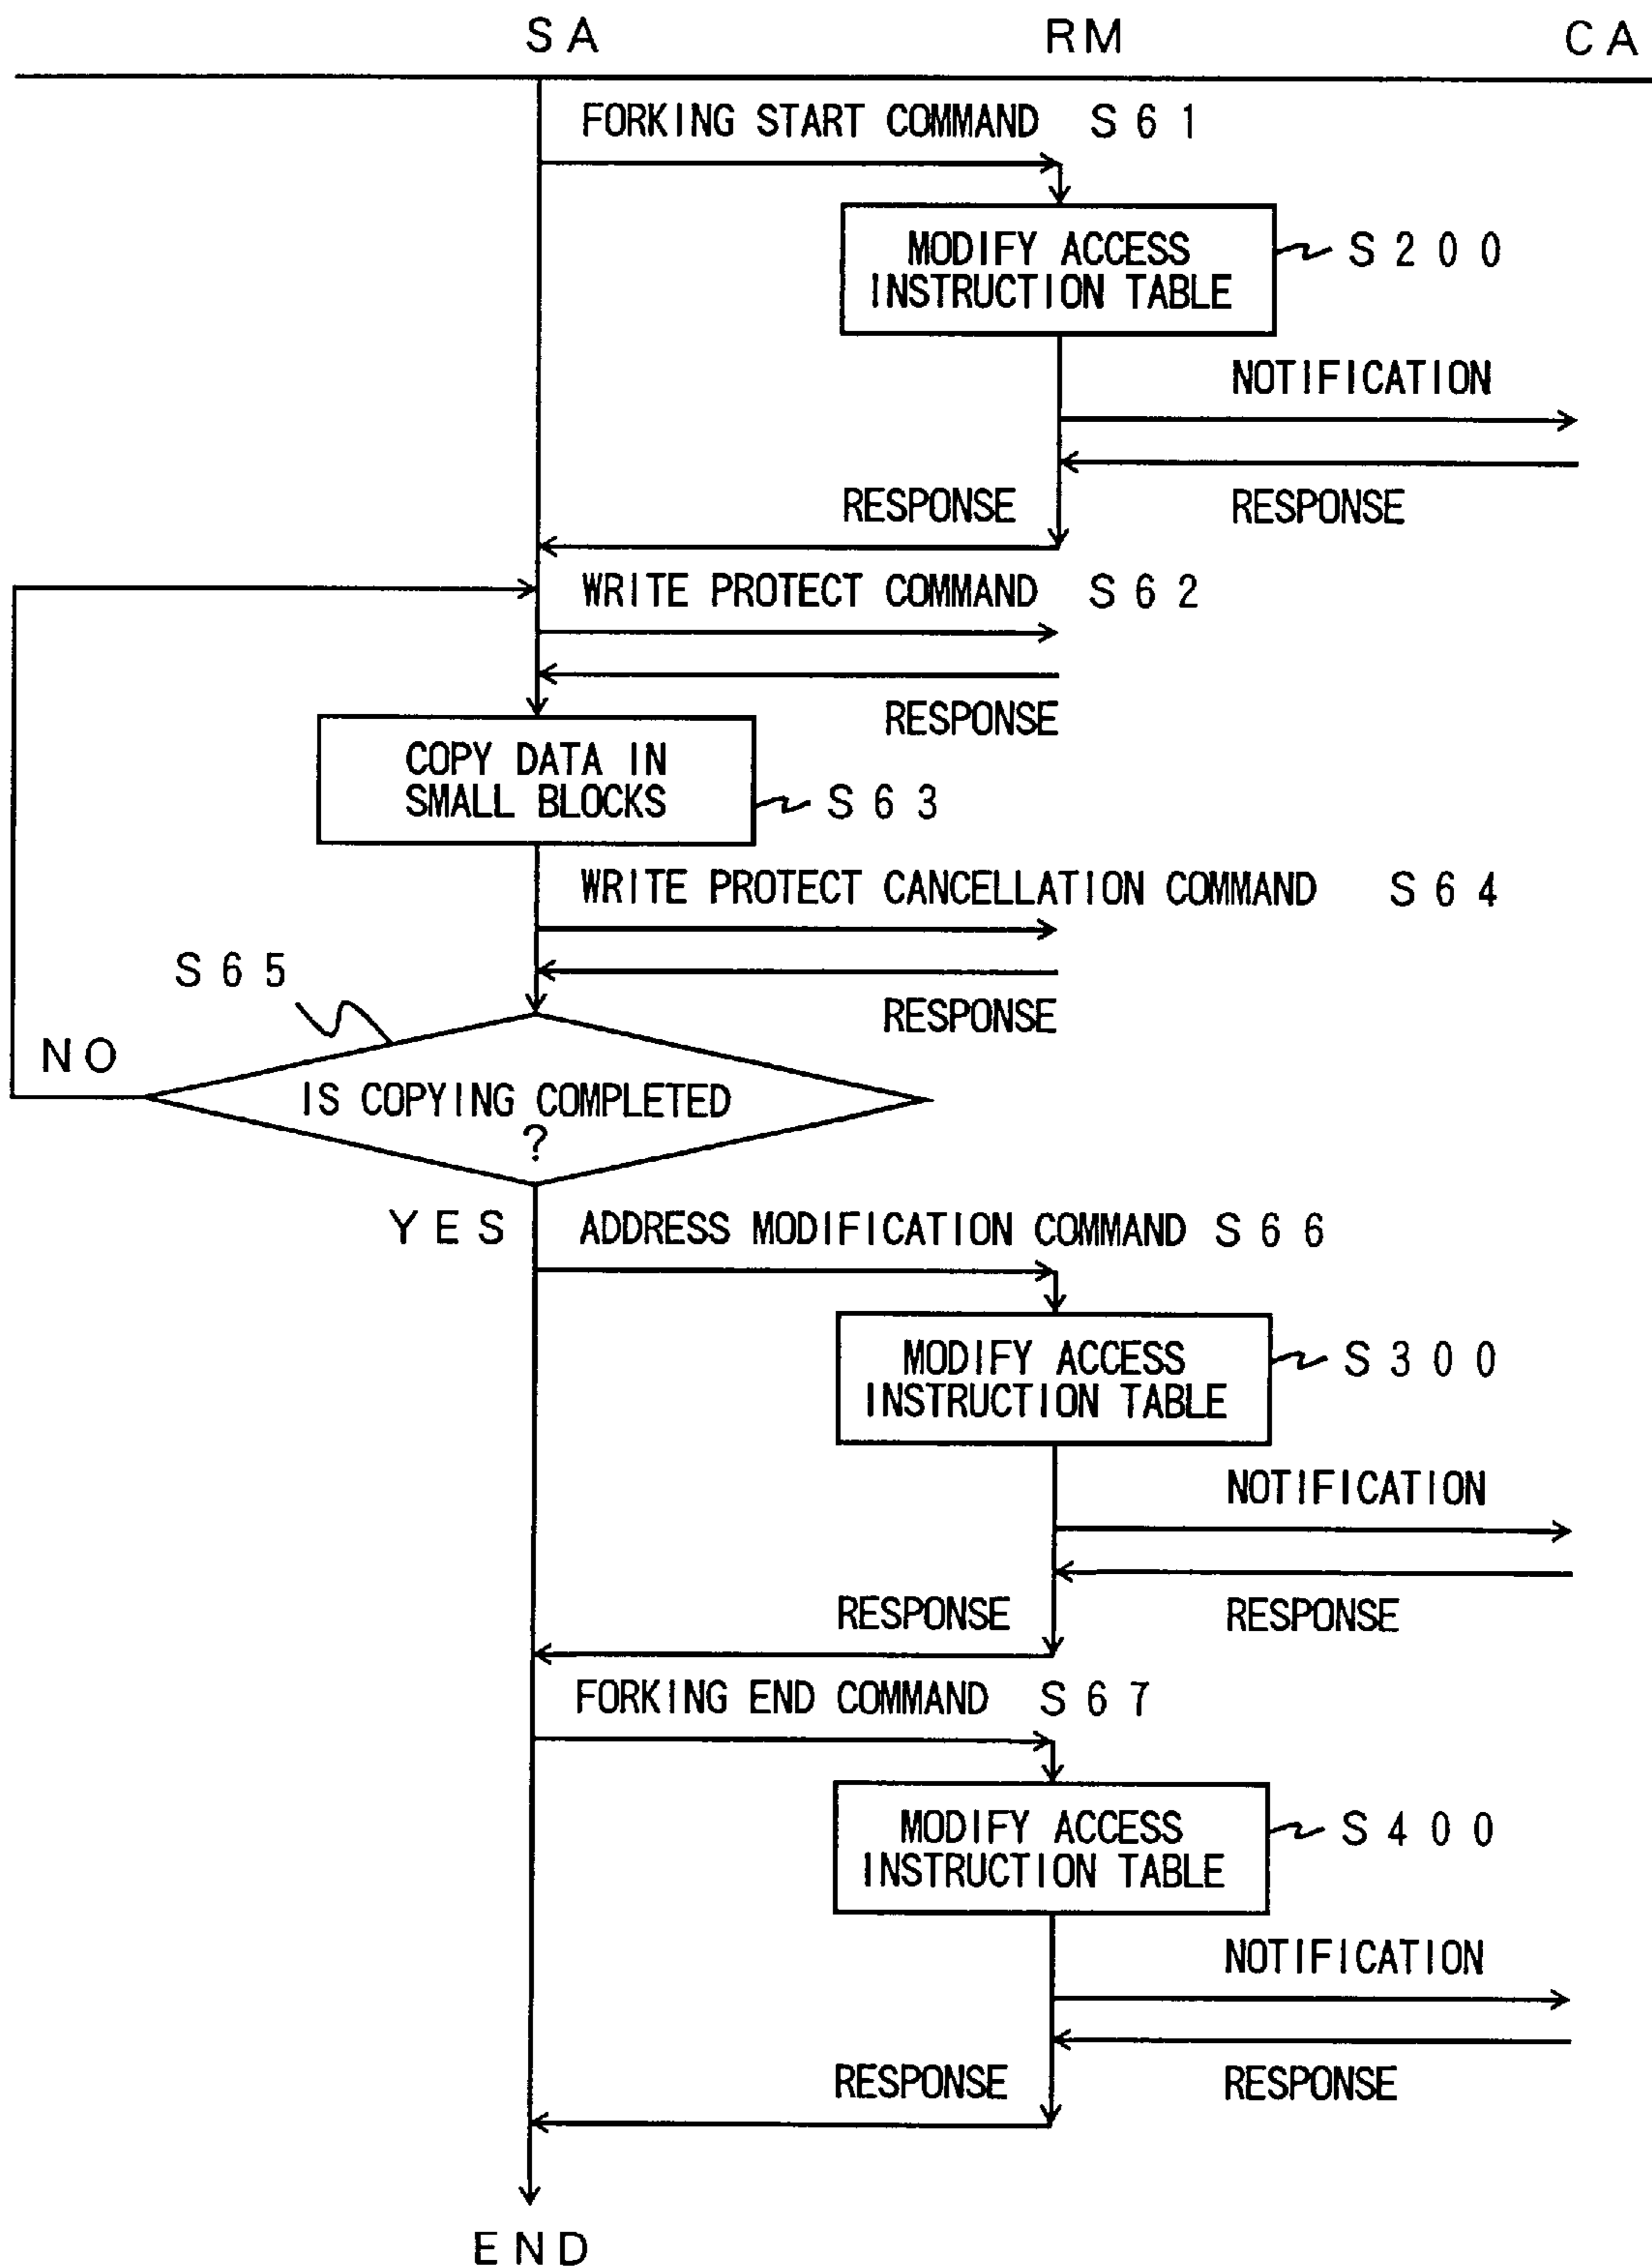 SA RM CA
FORKING START COMMAND S61
MODIFY ACCESS
INSTRUCTION TABLE
S200
NOTIFICATION
RESPONSE RESPONSE
WRITE PROTECT COMMAND S62
RESPONSE
COPY DATA IN
SMALL BLOCKS
S63
WRITE PROTECT CANCELLATION COMMAND S64
S65
RESPONSE
NO
IS COPYING COMPLETED
?
YES ADDRESS MODIFICATION COMMAND S66
MODIFY ACCESS
INSTRUCTION TABLE
S300
NOTIFICATION
RESPONSE RESPONSE
FORKING END COMMAND S67
MODIFY ACCESS
INSTRUCTION TABLE
S400
NOTIFICATION
RESPONSE RESPONSE
END